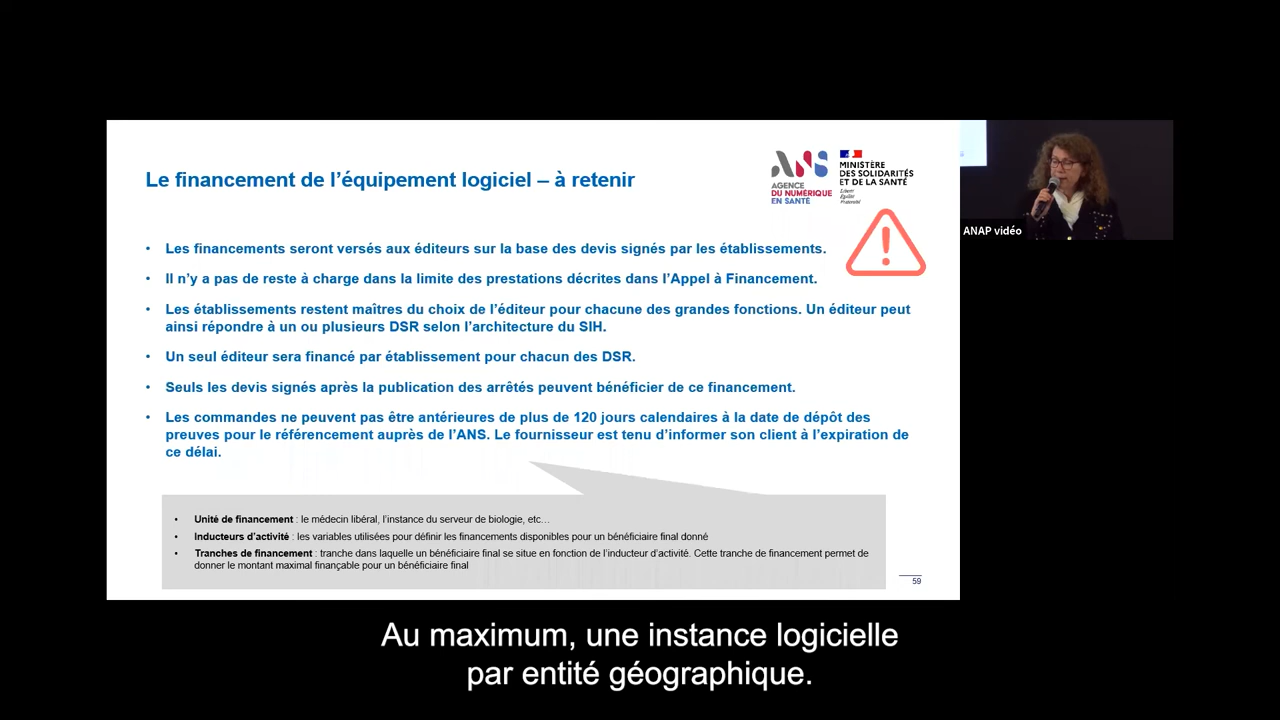 Le financement de l'équipement logiciel – à retenir
ANS
AGENCE
DU NUMÉRIQUE
EN SANTÉ
MINISTÈRE
DES SOLIDARITÉS
ET DE LA SANTÉ
Liberté
Égalité
Fraternité
• Les financements seront versés aux éditeurs sur la base des devis signés par les établissements.
• Il n'y a pas de reste à charge dans la limite des prestations décrites dans l'Appel à Financement.
• Les établissements restent maîtres du choix de l'éditeur pour chacune des grandes fonctions. Un éditeur peut
ainsi répondre à un ou plusieurs DSR selon l'architecture du SIH.
• Un seul éditeur sera financé par établissement pour chacun des DSR.
• Seuls les devis signés après la publication des arrêtés peuvent bénéficier de ce financement.
• Les commandes ne peuvent pas être antérieures de plus de 120 jours calendaires à la date de dépôt des
preuves pour le référencement auprès de l'ANS. Le fournisseur est tenu d'informer son client à l'expiration de
ce délai.
• Unité de financement : le médecin libéral, l'instance du serveur de biologie, etc…
• Inducteurs d'activité : les variables utilisées pour définir les financements disponibles pour un bénéficiaire final donné
• Tranches de financement : tranche dans laquelle un bénéficiaire final se situe en fonction de l'inducteur d'activité. Cette tranche de financement permet de
donner le montant maximal finançable pour un bénéficiaire final
59
ANAP vidéo
Au maximum, une instance logicielle
par entité géographique.